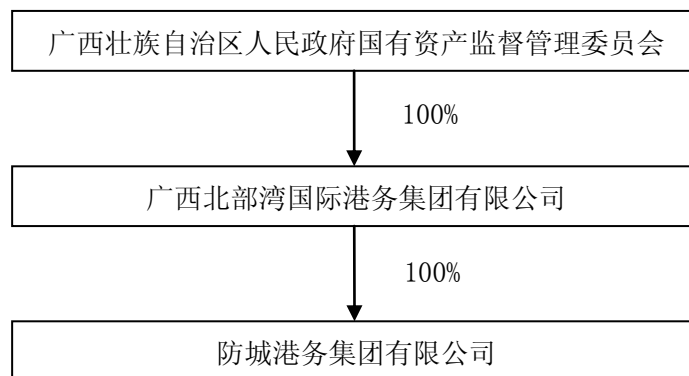 广西壮族自治区人民政府国有资产监督管理委员会
100%
广西北部湾国际港务集团有限公司
100%
防城港务集团有限公司